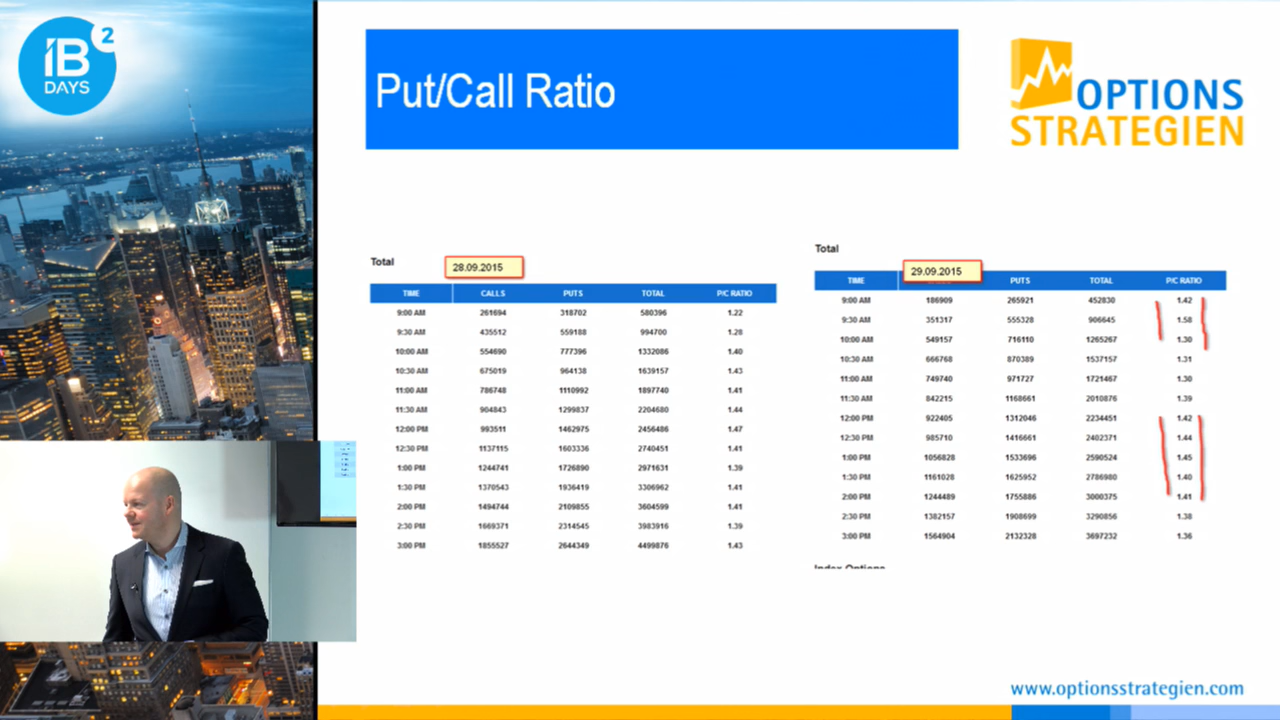 IB 2
DAYS
Put/Call Ratio
OPTIONS
STRATEGIEN
Total
28.09.2015
TIME CALLS PUTS TOTAL P/C RATIO
9:00 AM 261694 318702 580396 1.22
9:30 AM 435512 559188 994700 1.28
10:00 AM 554690 777396 1332086 1.40
10:30 AM 675019 964138 1639157 1.43
11:00 AM 786748 1110992 1897740 1.41
11:30 AM 904843 1299837 2204680 1.44
12:00 PM 993511 1462975 2456486 1.47
12:30 PM 1137115 1603336 2740451 1.41
1:00 PM 1244741 1726890 2971631 1.39
1:30 PM 1370543 1936419 3306962 1.41
2:00 PM 1494744 2109855 3604599 1.41
2:30 PM 1669371 2314545 3983916 1.39
3:00 PM 1855527 2644349 4499876 1.43
Total
29.09.2015
TIME PUTS TOTAL P/C RATIO
9:00 AM 186909 265921 452830 1.42
9:30 AM 351317 555328 906645 1.58
10:00 AM 549157 716110 1265267 1.30
10:30 AM 666768 870389 1537157 1.31
11:00 AM 749740 971727 1721467 1.30
11:30 AM 842215 1168661 2010876 1.39
12:00 PM 922405 1312046 2234451 1.42
12:30 PM 985710 1416661 2402371 1.44
1:00 PM 1056828 1533696 2590524 1.45
1:30 PM 1161028 1625952 2786980 1.40
2:00 PM 1244489 1755886 3000375 1.41
2:30 PM 1382157 1908699 3290856 1.38
3:00 PM 1564904 2132328 3697232 1.36
Index Options
www.optionsstrategien.com